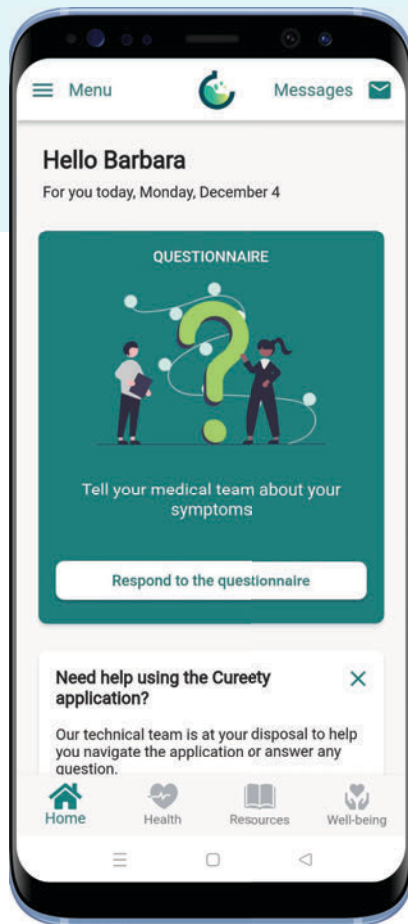 Menu
Messages
Hello Barbara
For you today, Monday, December 4
QUESTIONNAIRE
?
Tell your medical team about your
symptoms
Respond to the questionnaire
Need help using the Cureety
application?
Our technical team is at your disposal to help
you navigate the application or answer any
question.
Home
Health
Resources
Well-being